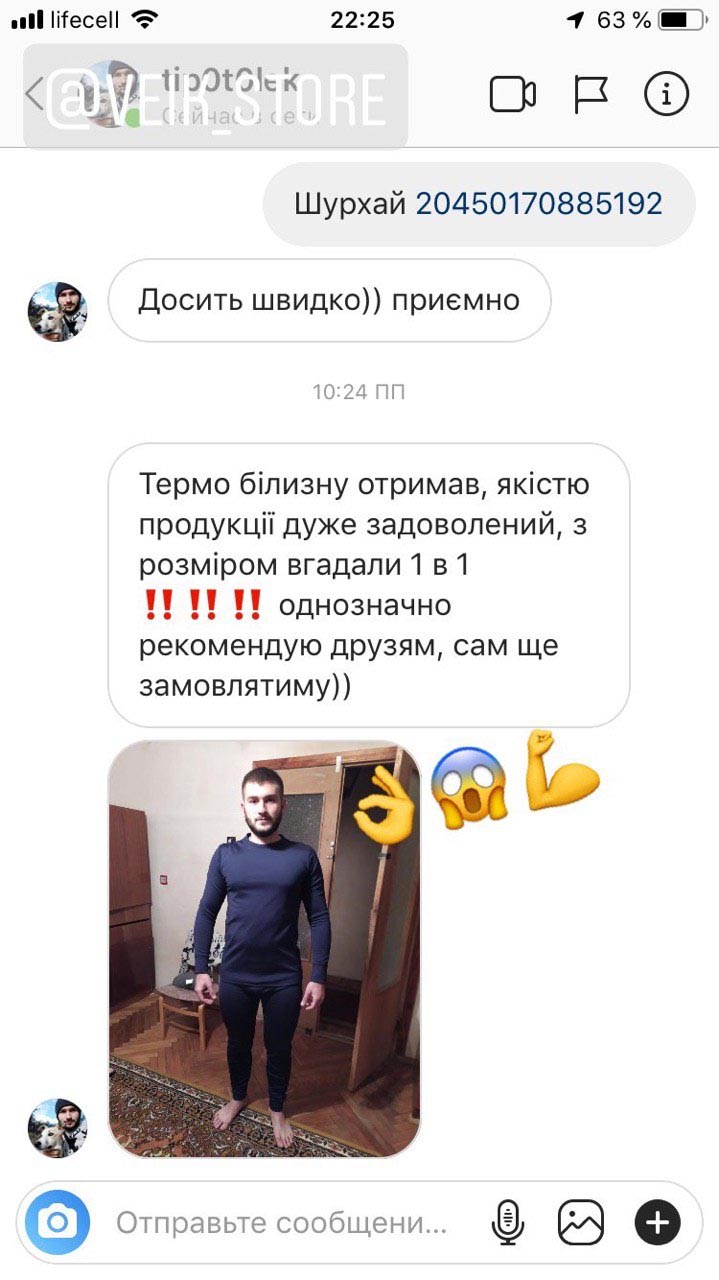 lifecell 22:25 63 %
tip0t0lek
@VEIK_STORE
Сейчас в сети
Шурхай 20450170885192
Досить швидко)) приємно
10:24 ПП
Термо білизну отримав, якістю
продукції дуже задоволений, з
розміром вгадали 1 в 1
‼️ ‼️ ‼️ однозначно
рекомендую друзям, сам ще
замовлятиму))
Отправьте сообщени...